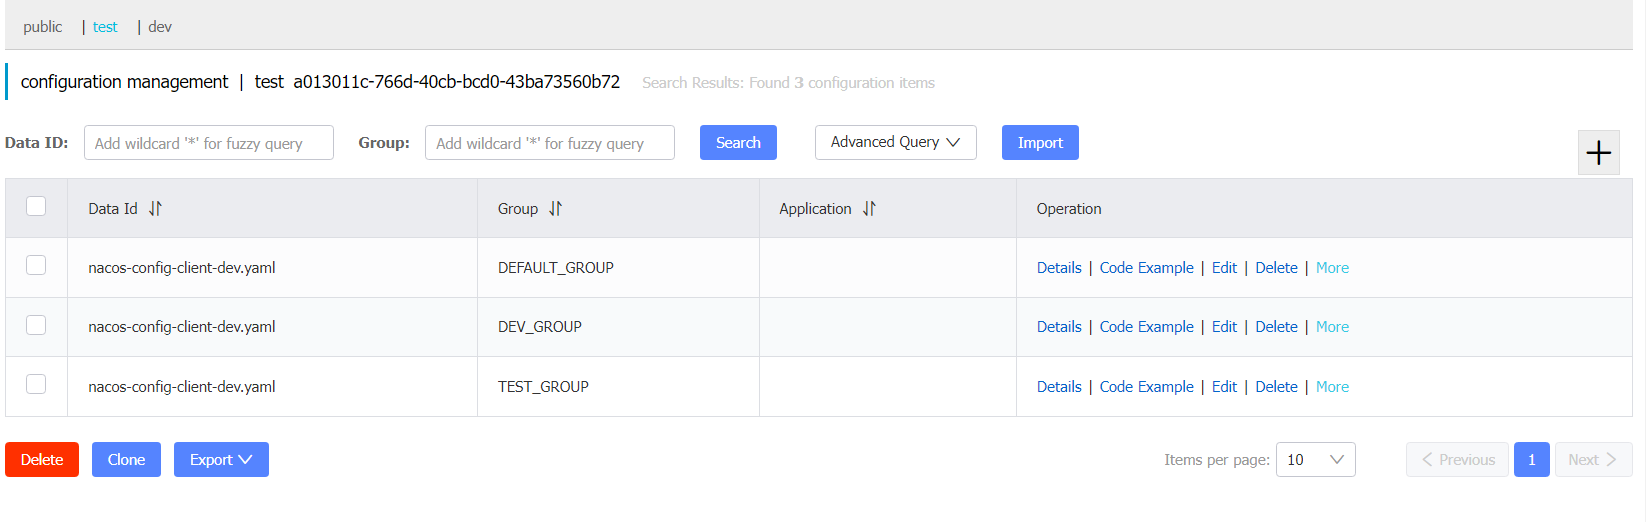 public | test | dev
configuration management | test a013011c-766d-40cb-bcd0-43ba73560b72 Search Results: Found 3 configuration items
Data ID: Add wildcard '*' for fuzzy query Group: Add wildcard '*' for fuzzy query Search Advanced Query Import
Data Id Group Application Operation
nacos-config-client-dev.yaml DEFAULT_GROUP Details | Code Example | Edit | Delete | More
nacos-config-client-dev.yaml DEV_GROUP Details | Code Example | Edit | Delete | More
nacos-config-client-dev.yaml TEST_GROUP Details | Code Example | Edit | Delete | More
Delete Clone Export Items per page: 10 Previous 1 Next